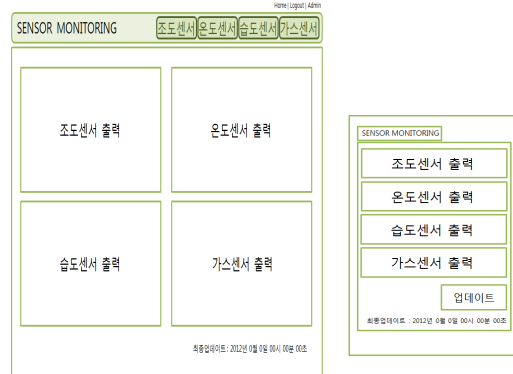 Home | Logout | Admin
SENSOR MONITORING 조도센서 온도센서 습도센서 가스센서
조도센서 출력 온도센서 출력
습도센서 출력 가스센서 출력
최종업데이트 : 2012년 0월 0일 00시 00분 00초
SENSOR MONITORING
조도센서 출력
온도센서 출력
습도센서 출력
가스센서 출력
업데이트
최종업데이트 : 2012년 0월 0일 00시 00분 00초